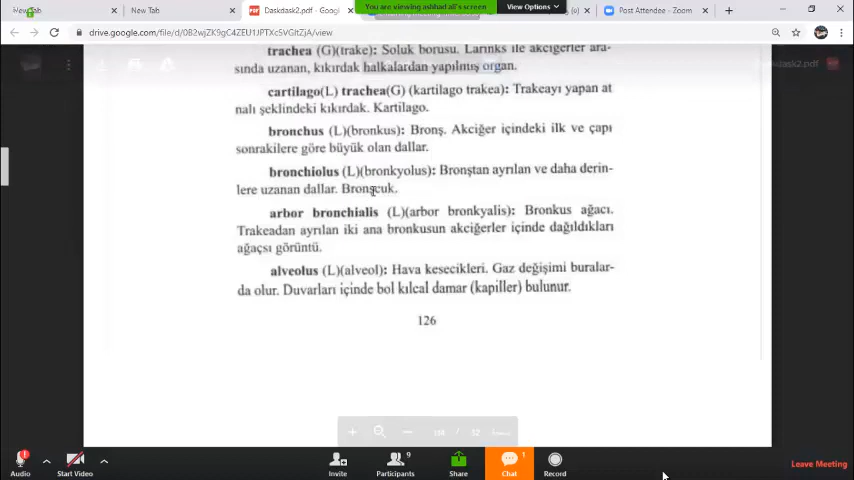 New Tab
New Tab
Daskdask2.pdf - Goog
You are viewing ashhad ali's screen
View Options
(0)
Post Attendee - Zoom
drive.google.com/file/d/0B2wjZK9gC4ZEU1JPTXc5VGltZjA/view
trachea (G)(trake): Soluk borusu. Larinks ile akciğerler ara-
sında uzanan, kıkırdak halkalardan yapılmış organ.
dask2.pdf
cartilago(L) trachea(G) (kartilago trakea): Trakeayı yapan at
nalı şeklindeki kıkırdak. Kartilago.
bronchus (L)(bronkus): Bronş. Akciğer içindeki ilk ve çapı
sonrakilere göre büyük olan dallar.
bronchiolus (L)(bronkyolus): Bronştan ayrılan ve daha derin-
lere uzanan dallar. Bronşcuk.
arbor bronchialis (L)(arbor bronkyalis): Bronkus ağacı.
Trakeadan ayrılan iki ana bronkusun akciğerler içinde dağıldıkları
ağaçsı görüntü.
alveolus (L)(alveol): Hava kesecikleri. Gaz değişimi buralar-
da olur. Duvarları içinde bol kılcal damar (kapiller) bulunur.
126
Audio
Start Video
Invite
Participants
9
Share
Chat
1
Record
Leave Meeting